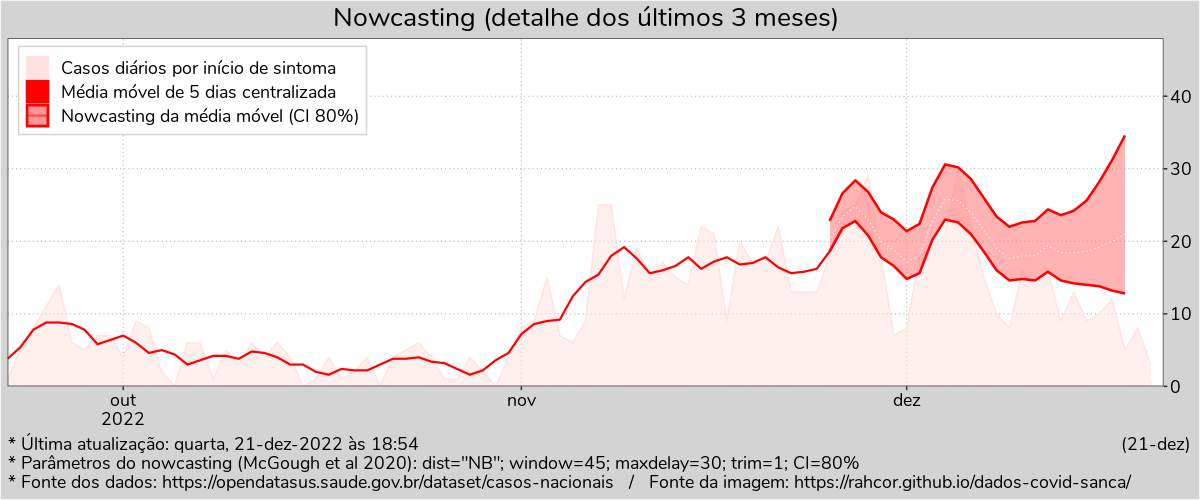 Nowcasting (detalhe dos últimos 3 meses)
Casos diários por início de sintoma
Média móvel de 5 dias centralizada
Nowcasting da média móvel (CI 80%)
40
30
20
10
0
out nov dez
2022
* Última atualização: quarta, 21-dez-2022 às 18:54 (21-dez)
* Parâmetros do nowcasting (McGough et al 2020): dist="NB"; window=45; maxdelay=30; trim=1; CI=80%
* Fonte dos dados: https://opendatasus.saude.gov.br/dataset/casos-nacionais / Fonte da imagem: https://rahcor.github.io/dados-covid-sanca/